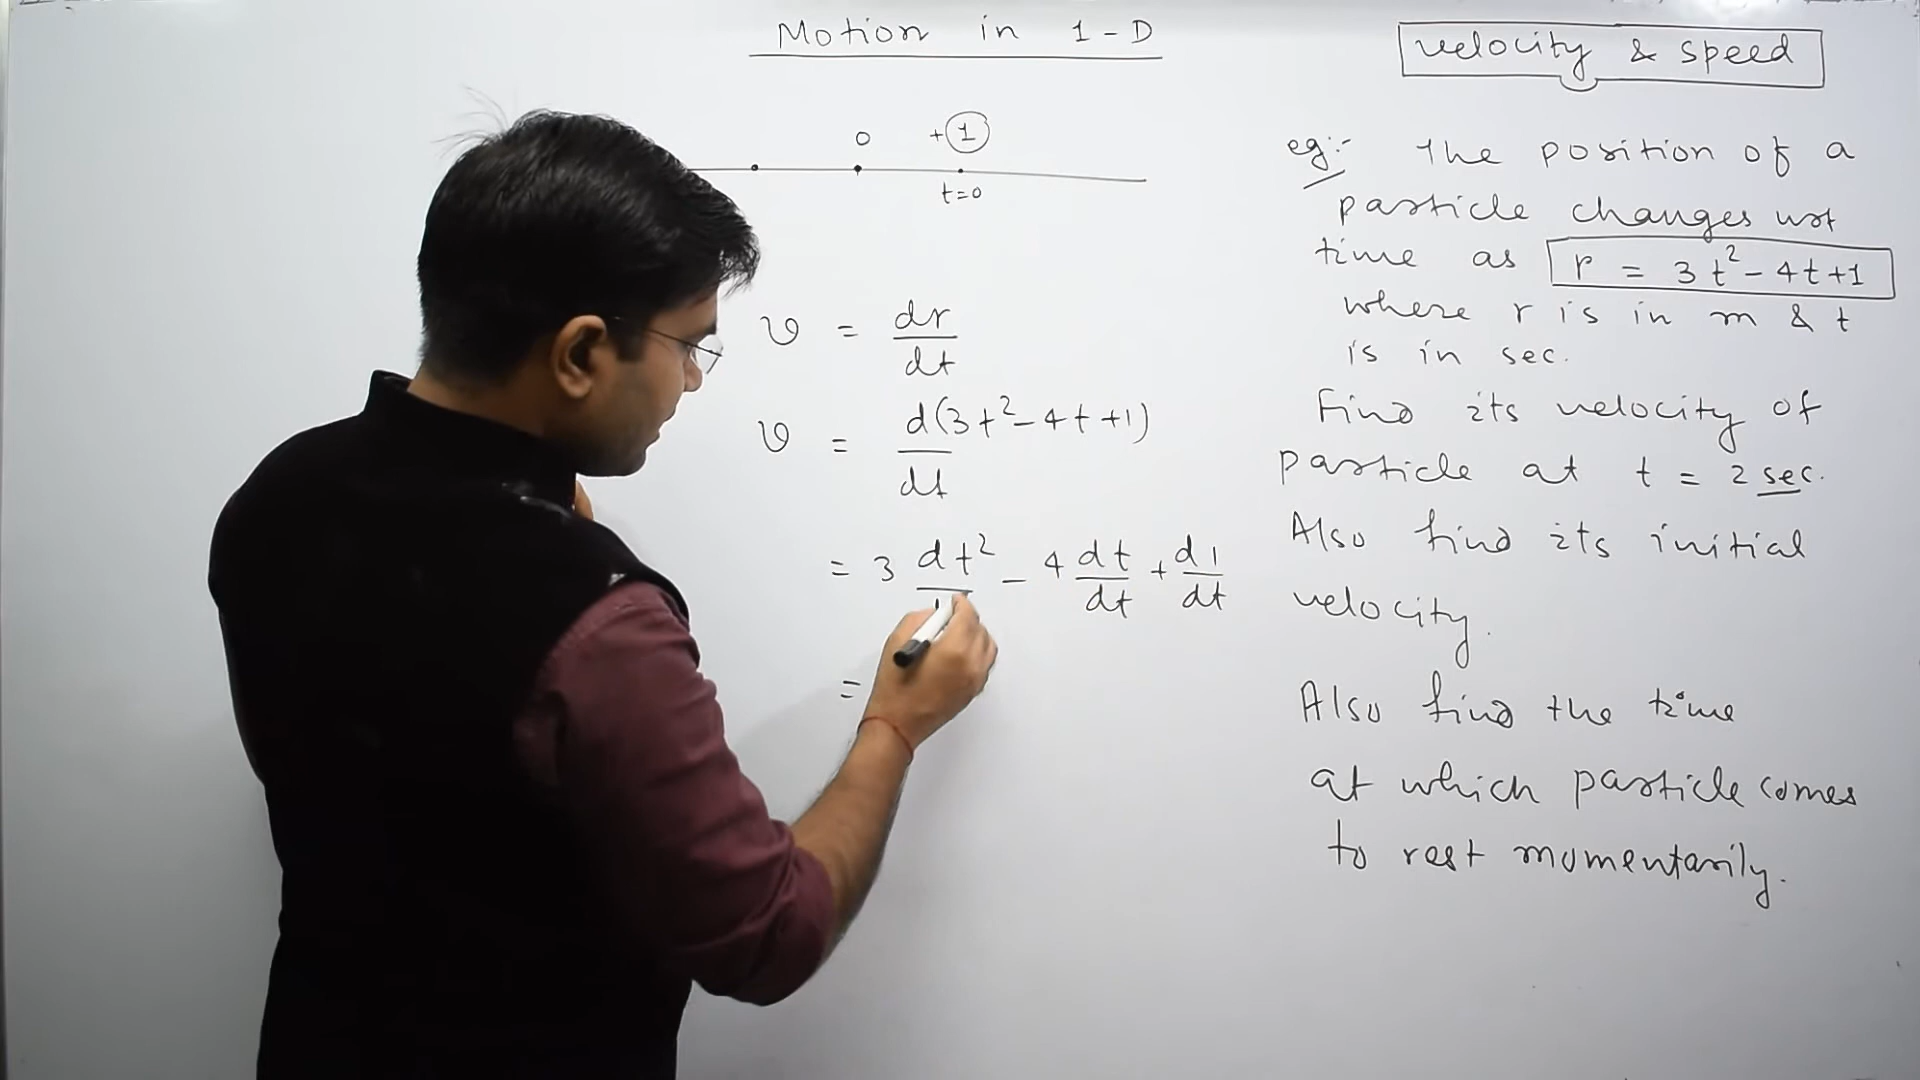 Motion in 1-D
0 +1
t=0
v = dr/dt
v = d(3t²-4t+1)/dt
= 3 dt² - 4 dt/dt + d1/dt
=
velocity & speed
eg:- The position of a
particle changes wrt
time as r = 3t²-4t+1
where r is in m & t
is in sec.
Find its velocity of
particle at t = 2 sec.
Also find its initial
velocity.
Also find the time
at which particle comes
to rest momentarily.